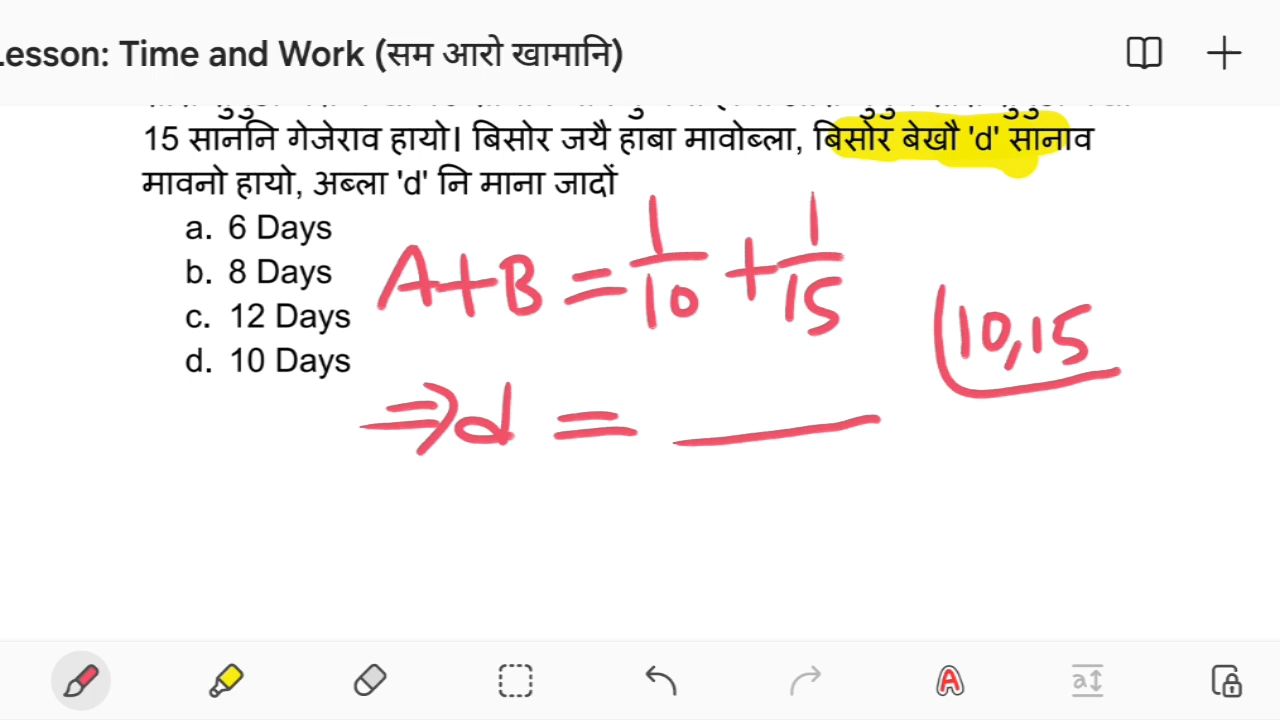 .esson: Time and Work (सम आरो खामानि)
15 साननि गेजेराव हायो। बिसोर जयै हाबा मावोब्ला, बिसोर बेखौ 'd' सानाव
मावनो हायो, अब्ला 'd' नि माना जादों
a. 6 Days
b. 8 Days
c. 12 Days
d. 10 Days
A+B = 1/10 + 1/15
10,15
⇒ d =
A
a